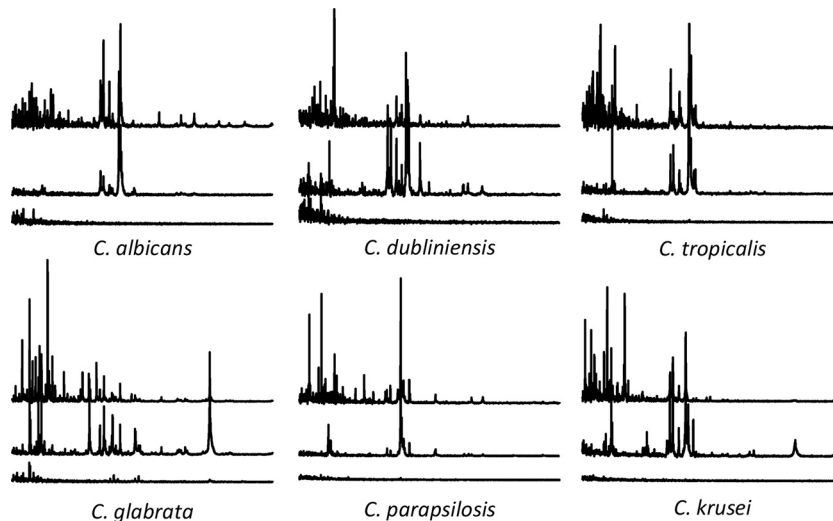 C. albicans
C. dubliniensis
C. tropicalis
C. glabrata
C. parapsilosis
C. krusei